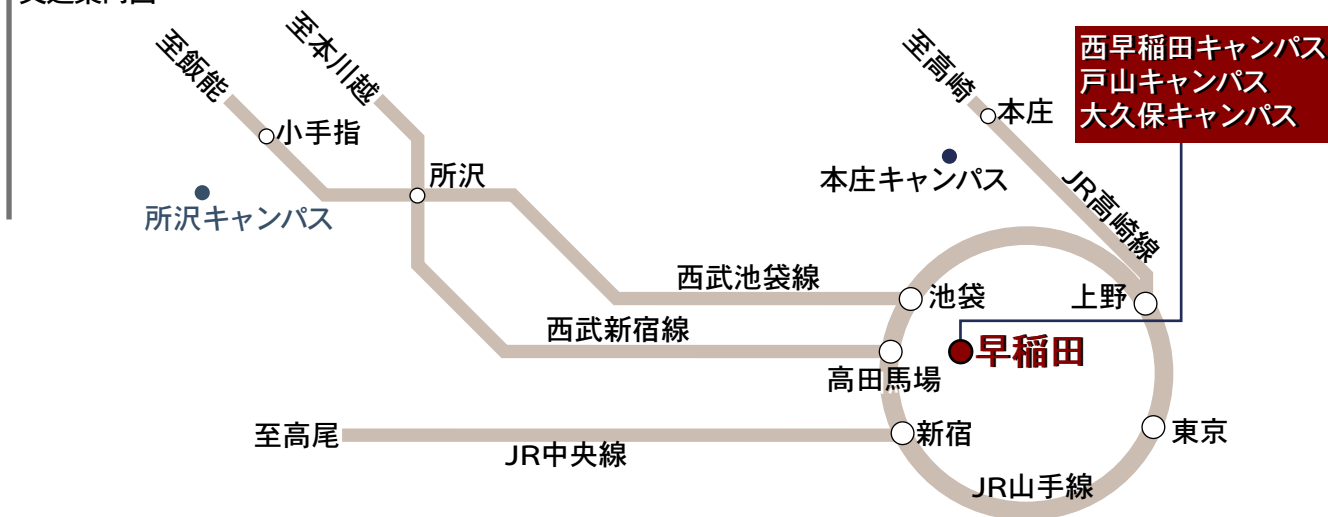 至飯能
至本川越
至高崎
西早稲田キャンパス
戸山キャンパス
大久保キャンパス
小手指
本庄
所沢
本庄キャンパス
所沢キャンパス
JR高崎線
西武池袋線
池袋
上野
西武新宿線
早稲田
高田馬場
至高尾
JR中央線
新宿
東京
JR山手線